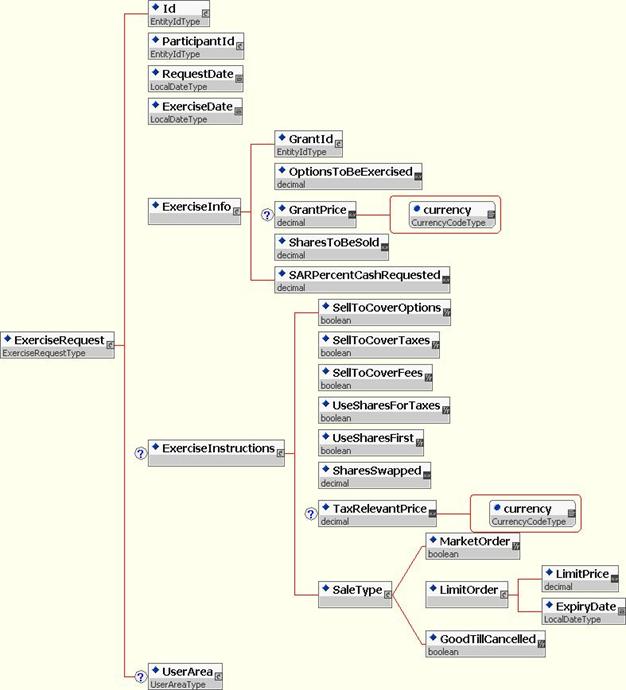 Id
EntityIdType
ParticipantId
EntityIdType
RequestDate
LocalDateType
ExerciseDate
LocalDateType
GrantId
EntityIdType
OptionsToBeExercised
decimal
ExerciseInfo
? GrantPrice
decimal
currency
CurrencyCodeType
SharesToBeSold
decimal
SARPercentCashRequested
decimal
ExerciseRequest
ExerciseRequestType
SellToCoverOptions
boolean
SellToCoverTaxes
boolean
SellToCoverFees
boolean
UseSharesForTaxes
boolean
? ExerciseInstructions
UseSharesFirst
boolean
SharesSwapped
decimal
? TaxRelevantPrice
decimal
currency
CurrencyCodeType
MarketOrder
boolean
SaleType
LimitOrder
LimitPrice
decimal
ExpiryDate
LocalDateType
GoodTillCancelled
boolean
? UserArea
UserAreaType